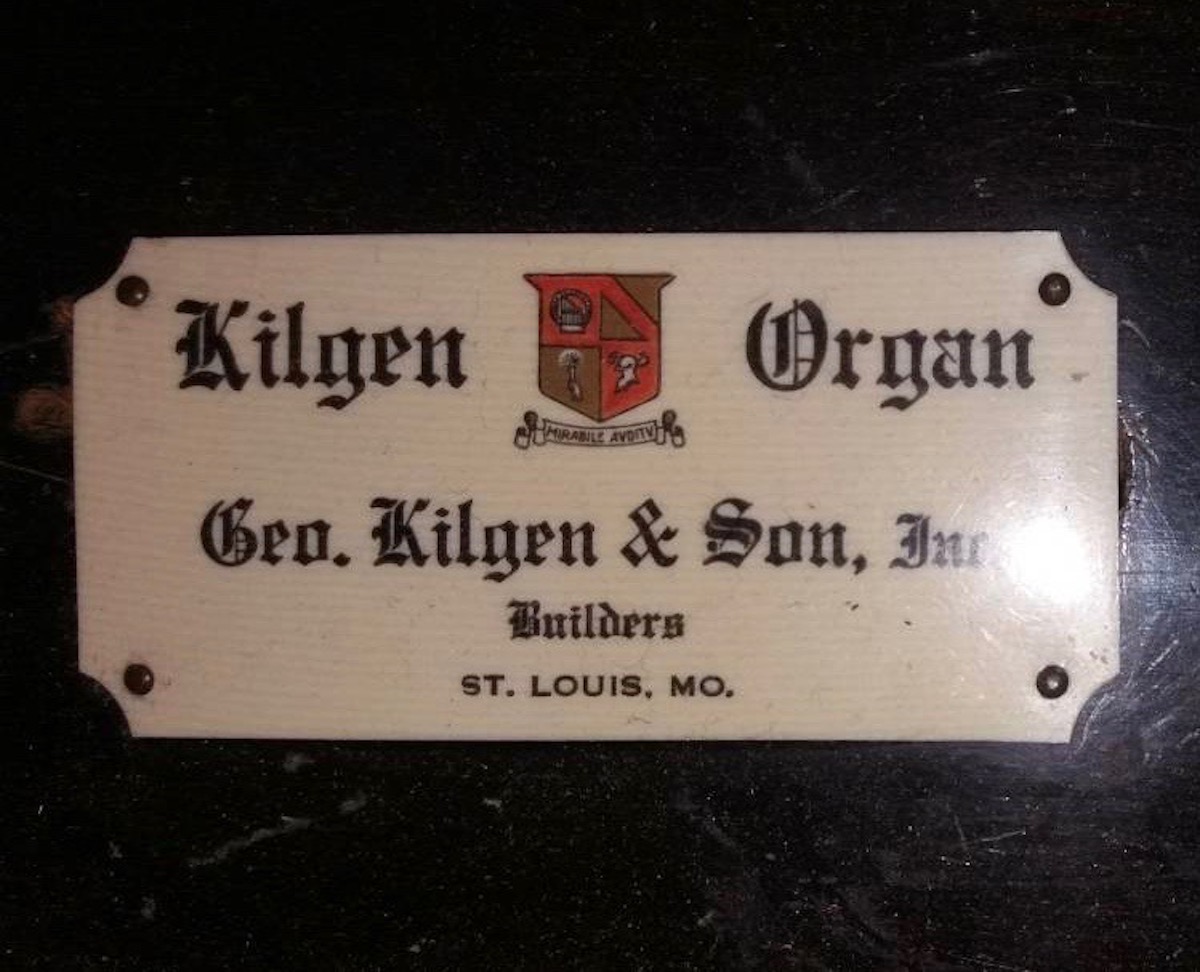 Kilgen Organ
MIRABILE AVDITV
Geo. Kilgen & Son, Inc
Builders
ST. LOUIS, MO.